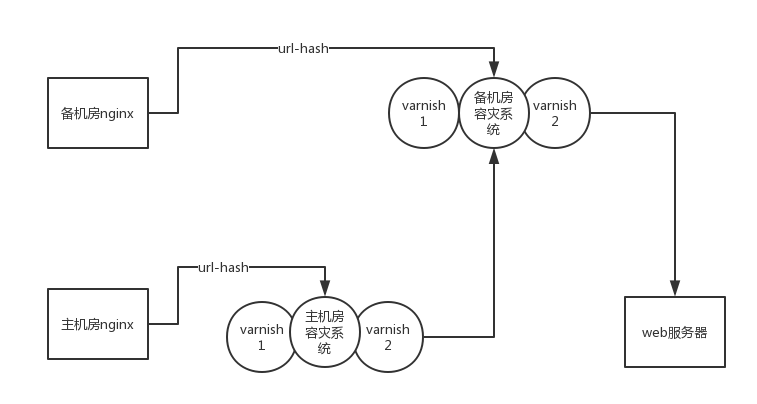 url-hash
备机房nginx
varnish
1
备机房
容灾系
统
varnish
2
url-hash
主机房nginx
varnish
1
主机房
容灾系
统
varnish
2
web服务器